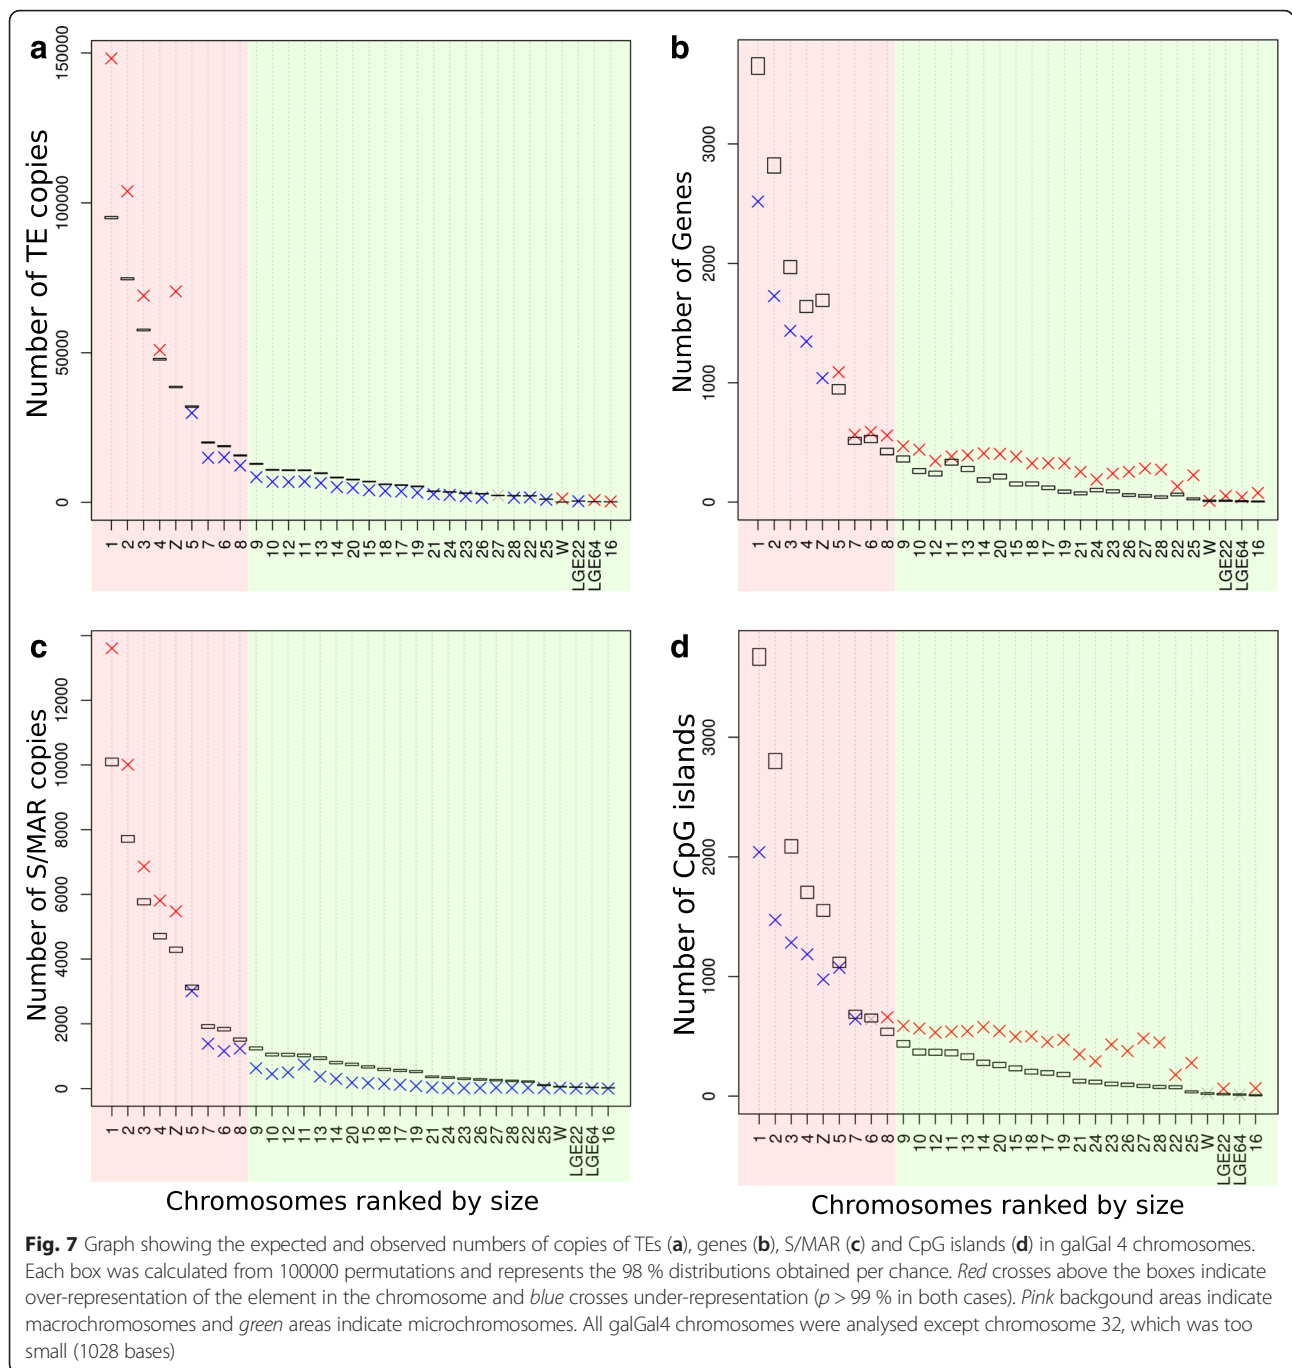 a
Number of TE copies
0 50000 100000 150000
1 2 3 4 Z 5 7 6 8 9 10 12 11 13 14 20 15 18 17 19 21 24 23 26 27 28 22 25 W LGE22 LGE64 16
b
Number of Genes
0 1000 2000 3000
1 2 3 4 Z 5 7 6 8 9 10 12 11 13 14 20 15 18 17 19 21 24 23 26 27 28 22 25 W LGE22 LGE64 16
c
Number of S/MAR copies
0 2000 4000 6000 8000 10000 12000
1 2 3 4 Z 5 7 6 8 9 10 12 11 13 14 20 15 18 17 19 21 24 23 26 27 28 22 25 W LGE22 LGE64 16
Chromosomes ranked by size
d
Number of CpG islands
0 1000 2000 3000
1 2 3 4 Z 5 7 6 8 9 10 12 11 13 14 20 15 18 17 19 21 24 23 26 27 28 22 25 W LGE22 LGE64 16
Chromosomes ranked by size
Fig. 7 Graph showing the expected and observed numbers of copies of TEs (a), genes (b), S/MAR (c) and CpG islands (d) in galGal 4 chromosomes.
Each box was calculated from 100000 permutations and represents the 98 % distributions obtained per chance. Red crosses above the boxes indicate
over-representation of the element in the chromosome and blue crosses under-representation (p > 99 % in both cases). Pink backgound areas indicate
macrochromosomes and green areas indicate microchromosomes. All galGal4 chromosomes were analysed except chromosome 32, which was too
small (1028 bases)